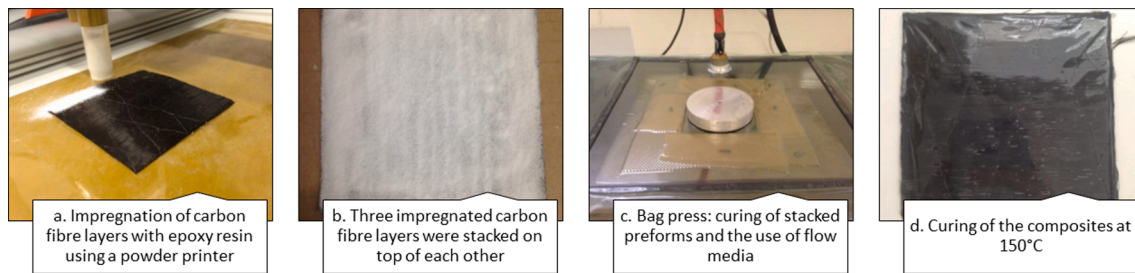 a. Impregnation of carbon
fibre layers with epoxy resin
using a powder printer
b. Three impregnated carbon
fibre layers were stacked on
top of each other
c. Bag press: curing of stacked
preforms and the use of flow
media
d. Curing of the composites at
150°C